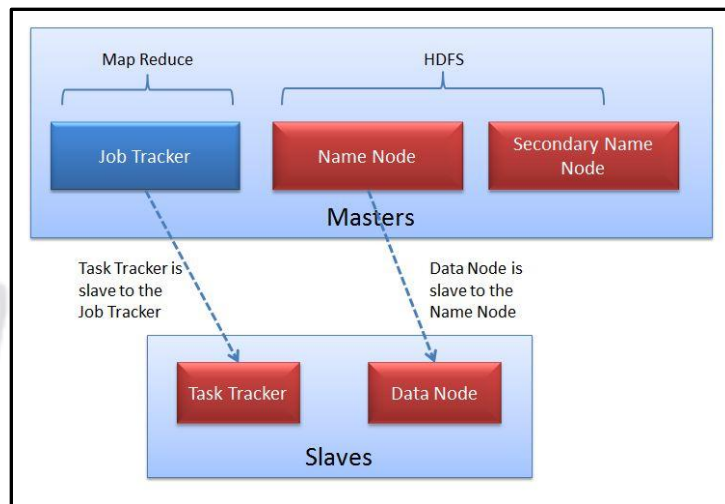 Map Reduce
HDFS
Job Tracker
Name Node
Secondary Name
Node
Masters
Task Tracker is
slave to the
Job Tracker
Data Node is
slave to the
Name Node
Task Tracker
Data Node
Slaves